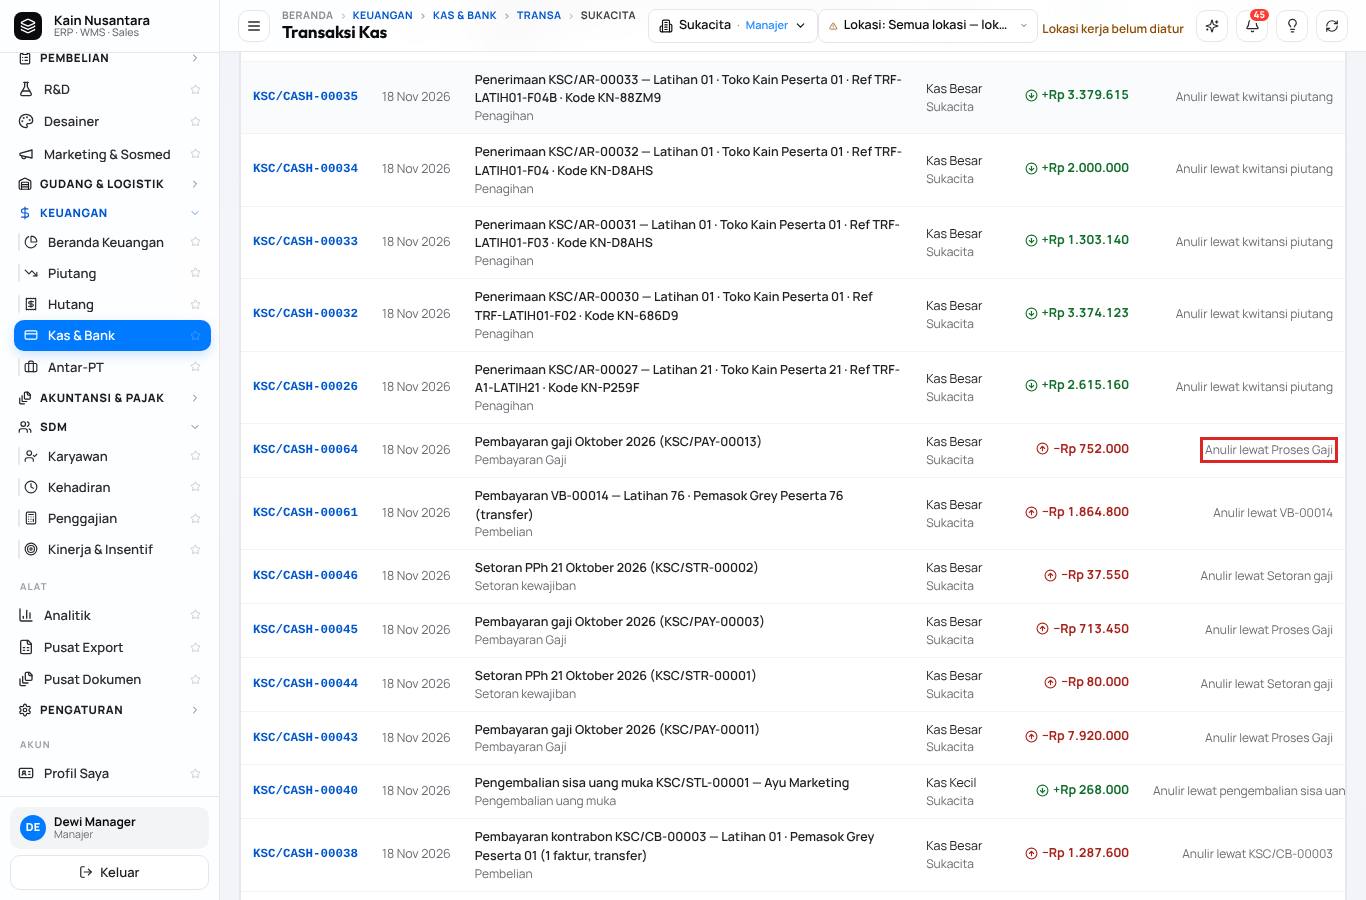 Kain Nusantara
ERP · WMS · Sales
PEMBELIAN
R&D
Desainer
Marketing & Sosmed
GUDANG & LOGISTIK
KEUANGAN
Beranda Keuangan
Piutang
Hutang
Kas & Bank
Antar-PT
AKUNTANSI & PAJAK
SDM
Karyawan
Kehadiran
Penggajian
Kinerja & Insentif
ALAT
Analitik
Pusat Export
Pusat Dokumen
PENGATURAN
AKUN
Profil Saya
DE
Dewi Manager
Manajer
Keluar
BERANDA › KEUANGAN › KAS & BANK › TRANSA › SUKACITA
Transaksi Kas
Sukacita · Manajer
Lokasi: Semua lokasi — lok...
Lokasi kerja belum diatur
45
KSC/CASH-00035
18 Nov 2026
Penerimaan KSC/AR-00033 — Latihan 01 · Toko Kain Peserta 01 · Ref TRF-
LATIH01-F04B · Kode KN-88ZM9
Penagihan
Kas Besar
Sukacita
+Rp 3.379.615
Anulir lewat kwitansi piutang
KSC/CASH-00034
18 Nov 2026
Penerimaan KSC/AR-00032 — Latihan 01 · Toko Kain Peserta 01 · Ref TRF-
LATIH01-F04 · Kode KN-D8AHS
Penagihan
Kas Besar
Sukacita
+Rp 2.000.000
Anulir lewat kwitansi piutang
KSC/CASH-00033
18 Nov 2026
Penerimaan KSC/AR-00031 — Latihan 01 · Toko Kain Peserta 01 · Ref TRF-
LATIH01-F03 · Kode KN-D8AHS
Penagihan
Kas Besar
Sukacita
+Rp 1.303.140
Anulir lewat kwitansi piutang
KSC/CASH-00032
18 Nov 2026
Penerimaan KSC/AR-00030 — Latihan 01 · Toko Kain Peserta 01 · Ref
TRF-LATIH01-F02 · Kode KN-686D9
Penagihan
Kas Besar
Sukacita
+Rp 3.374.123
Anulir lewat kwitansi piutang
KSC/CASH-00026
18 Nov 2026
Penerimaan KSC/AR-00027 — Latihan 21 · Toko Kain Peserta 21 · Ref TRF-
A1-LATIH21 · Kode KN-P259F
Penagihan
Kas Besar
Sukacita
+Rp 2.615.160
Anulir lewat kwitansi piutang
KSC/CASH-00064
18 Nov 2026
Pembayaran gaji Oktober 2026 (KSC/PAY-00013)
Pembayaran Gaji
Kas Besar
Sukacita
−Rp 752.000
Anulir lewat Proses Gaji
KSC/CASH-00061
18 Nov 2026
Pembayaran VB-00014 — Latihan 76 · Pemasok Grey Peserta 76
(transfer)
Pembelian
Kas Besar
Sukacita
−Rp 1.864.800
Anulir lewat VB-00014
KSC/CASH-00046
18 Nov 2026
Setoran PPh 21 Oktober 2026 (KSC/STR-00002)
Setoran kewajiban
Kas Besar
Sukacita
−Rp 37.550
Anulir lewat Setoran gaji
KSC/CASH-00045
18 Nov 2026
Pembayaran gaji Oktober 2026 (KSC/PAY-00003)
Pembayaran Gaji
Kas Besar
Sukacita
−Rp 713.450
Anulir lewat Proses Gaji
KSC/CASH-00044
18 Nov 2026
Setoran PPh 21 Oktober 2026 (KSC/STR-00001)
Setoran kewajiban
Kas Besar
Sukacita
−Rp 80.000
Anulir lewat Setoran gaji
KSC/CASH-00043
18 Nov 2026
Pembayaran gaji Oktober 2026 (KSC/PAY-00011)
Pembayaran Gaji
Kas Besar
Sukacita
−Rp 7.920.000
Anulir lewat Proses Gaji
KSC/CASH-00040
18 Nov 2026
Pengembalian sisa uang muka KSC/STL-00001 — Ayu Marketing
Pengembalian uang muka
Kas Kecil
Sukacita
+Rp 268.000
Anulir lewat pengembalian sisa uan
KSC/CASH-00038
18 Nov 2026
Pembayaran kontrabon KSC/CB-00003 — Latihan 01 · Pemasok Grey
Peserta 01 (1 faktur, transfer)
Pembelian
Kas Besar
Sukacita
−Rp 1.287.600
Anulir lewat KSC/CB-00003